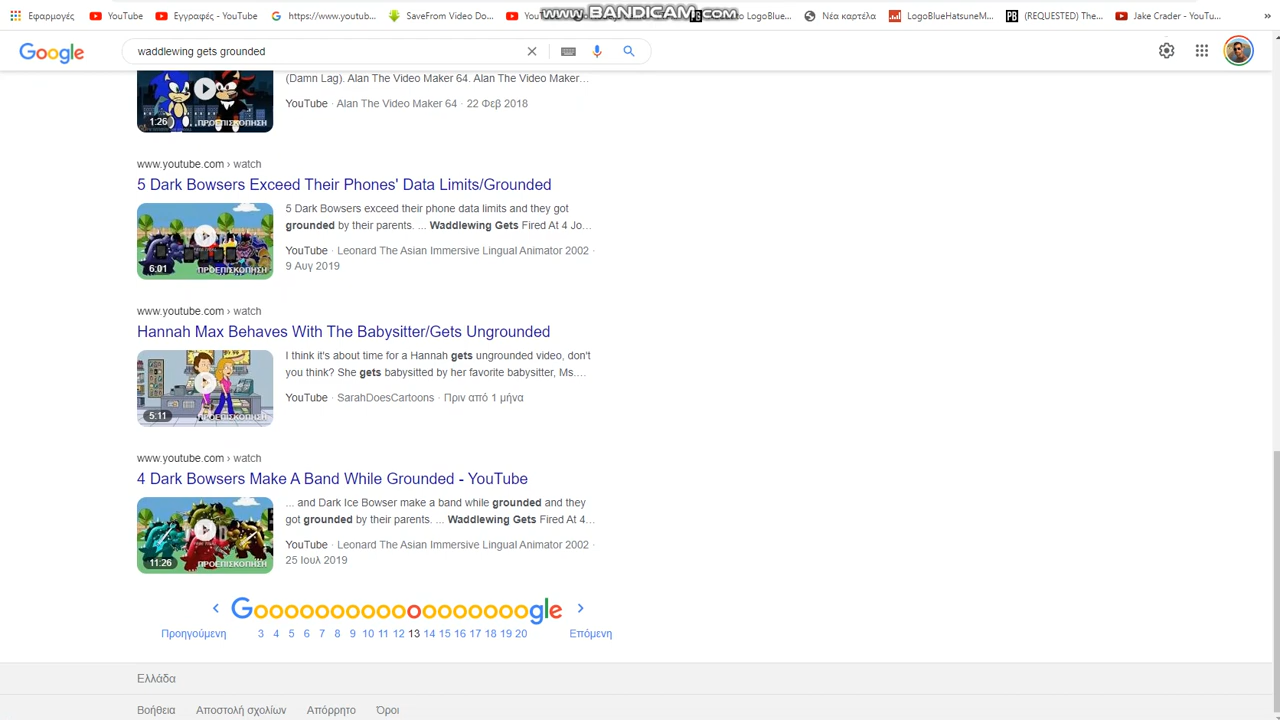 www.BANDICAM.com
Εφαρμογές YouTube Εγγραφές - YouTube https://www.youtub... SaveFrom Video Do... LogoBlueHatsuneM... Νέα καρτέλα (REQUESTED) The... Jake Crader - YouTu... »
Google waddlewing gets grounded
(Damn Lag). Alan The Video Maker 64. Alan The Video Maker…
1:26 ΠΡΟΕΠΙΣΚΟΠΗΣΗ YouTube · Alan The Video Maker 64 · 22 Φεβ 2018
www.youtube.com › watch
5 Dark Bowsers Exceed Their Phones' Data Limits/Grounded
5 Dark Bowsers exceed their phone data limits and they got
grounded by their parents. ... Waddlewing Gets Fired At 4 Jo…
YouTube · Leonard The Asian Immersive Lingual Animator 2002 ·
6:01 ΠΡΟΕΠΙΣΚΟΠΗΣΗ 9 Αυγ 2019
www.youtube.com › watch
Hannah Max Behaves With The Babysitter/Gets Ungrounded
I think it's about time for a Hannah gets ungrounded video, don't
you think? She gets babysitted by her favorite babysitter, Ms.…
YouTube · SarahDoesCartoons · Πριν από 1 μήνα
5:11 ΠΡΟΕΠΙΣΚΟΠΗΣΗ
www.youtube.com › watch
4 Dark Bowsers Make A Band While Grounded - YouTube
... and Dark Ice Bowser make a band while grounded and they
got grounded by their parents. ... Waddlewing Gets Fired At 4…
YouTube · Leonard The Asian Immersive Lingual Animator 2002 ·
11:26 ΠΡΟΕΠΙΣΚΟΠΗΣΗ 25 Ιουλ 2019
‹ Goooooooooooooooooogle ›
Προηγούμενη 3 4 5 6 7 8 9 10 11 12 13 14 15 16 17 18 19 20 Επόμενη
Ελλάδα
Βοήθεια Αποστολή σχολίων Απόρρητο Όροι